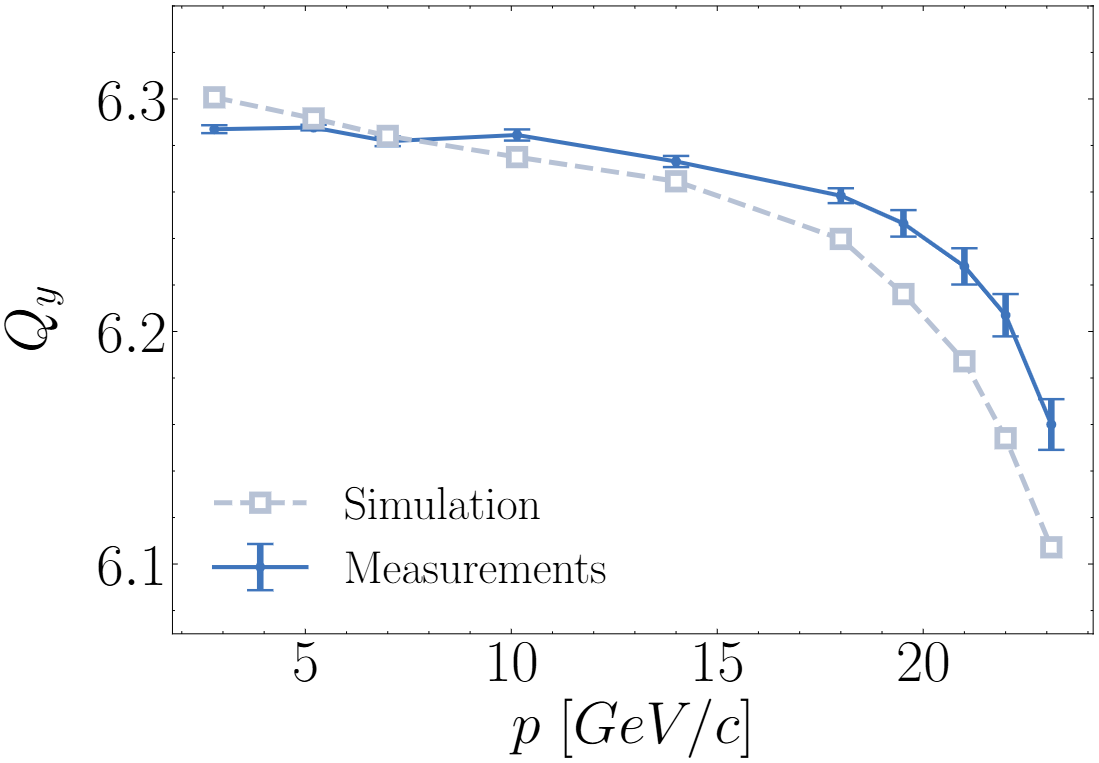 6.3
6.2
6.1
Q_y
Simulation
Measurements
5 10 15 20
p [GeV/c]